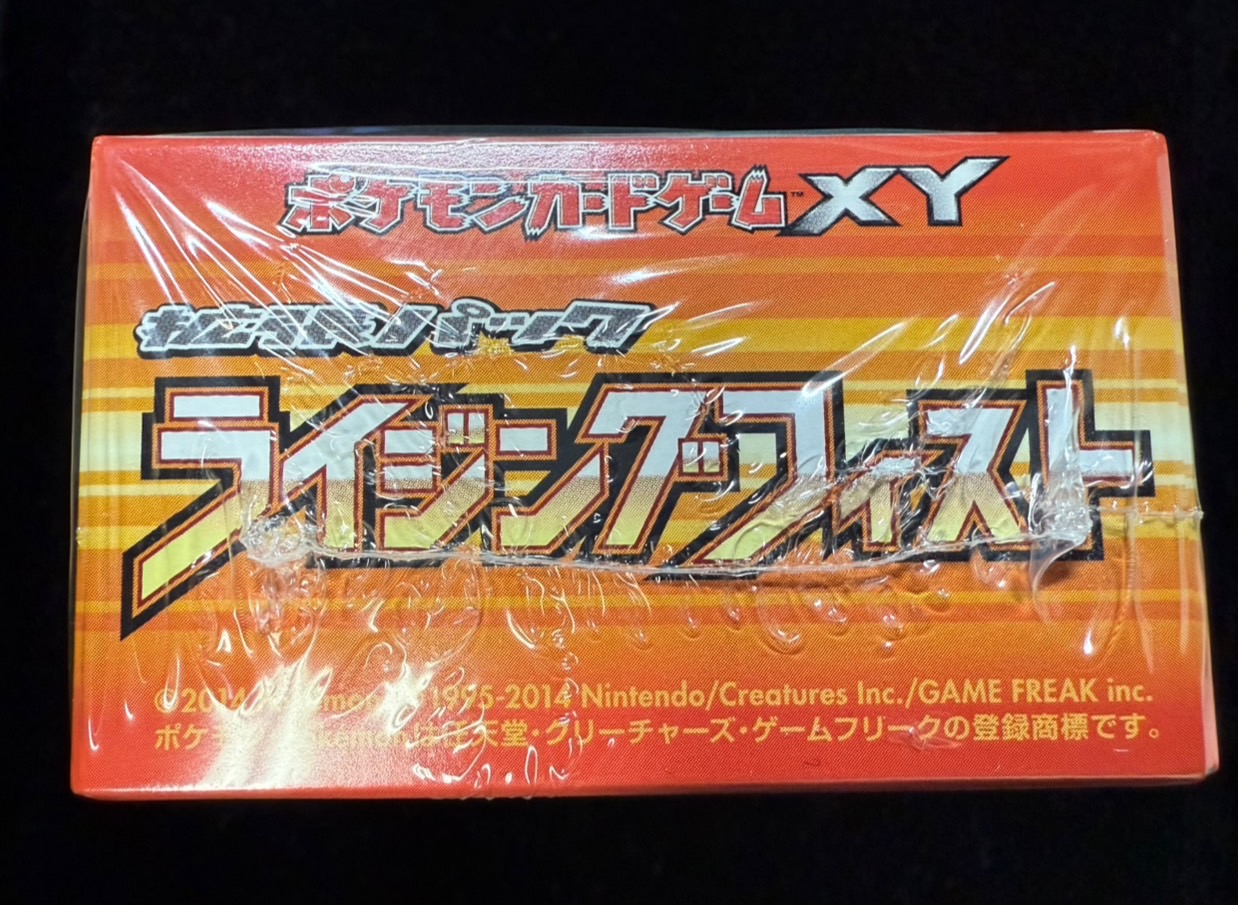 ポケモンカードゲーム™XY
拡張パック
ライジングフィスト
©2014 1995-2014 Nintendo/Creatures Inc./GAME FREAK inc.
は任天堂・クリーチャーズ・ゲームフリークの登録商標です。